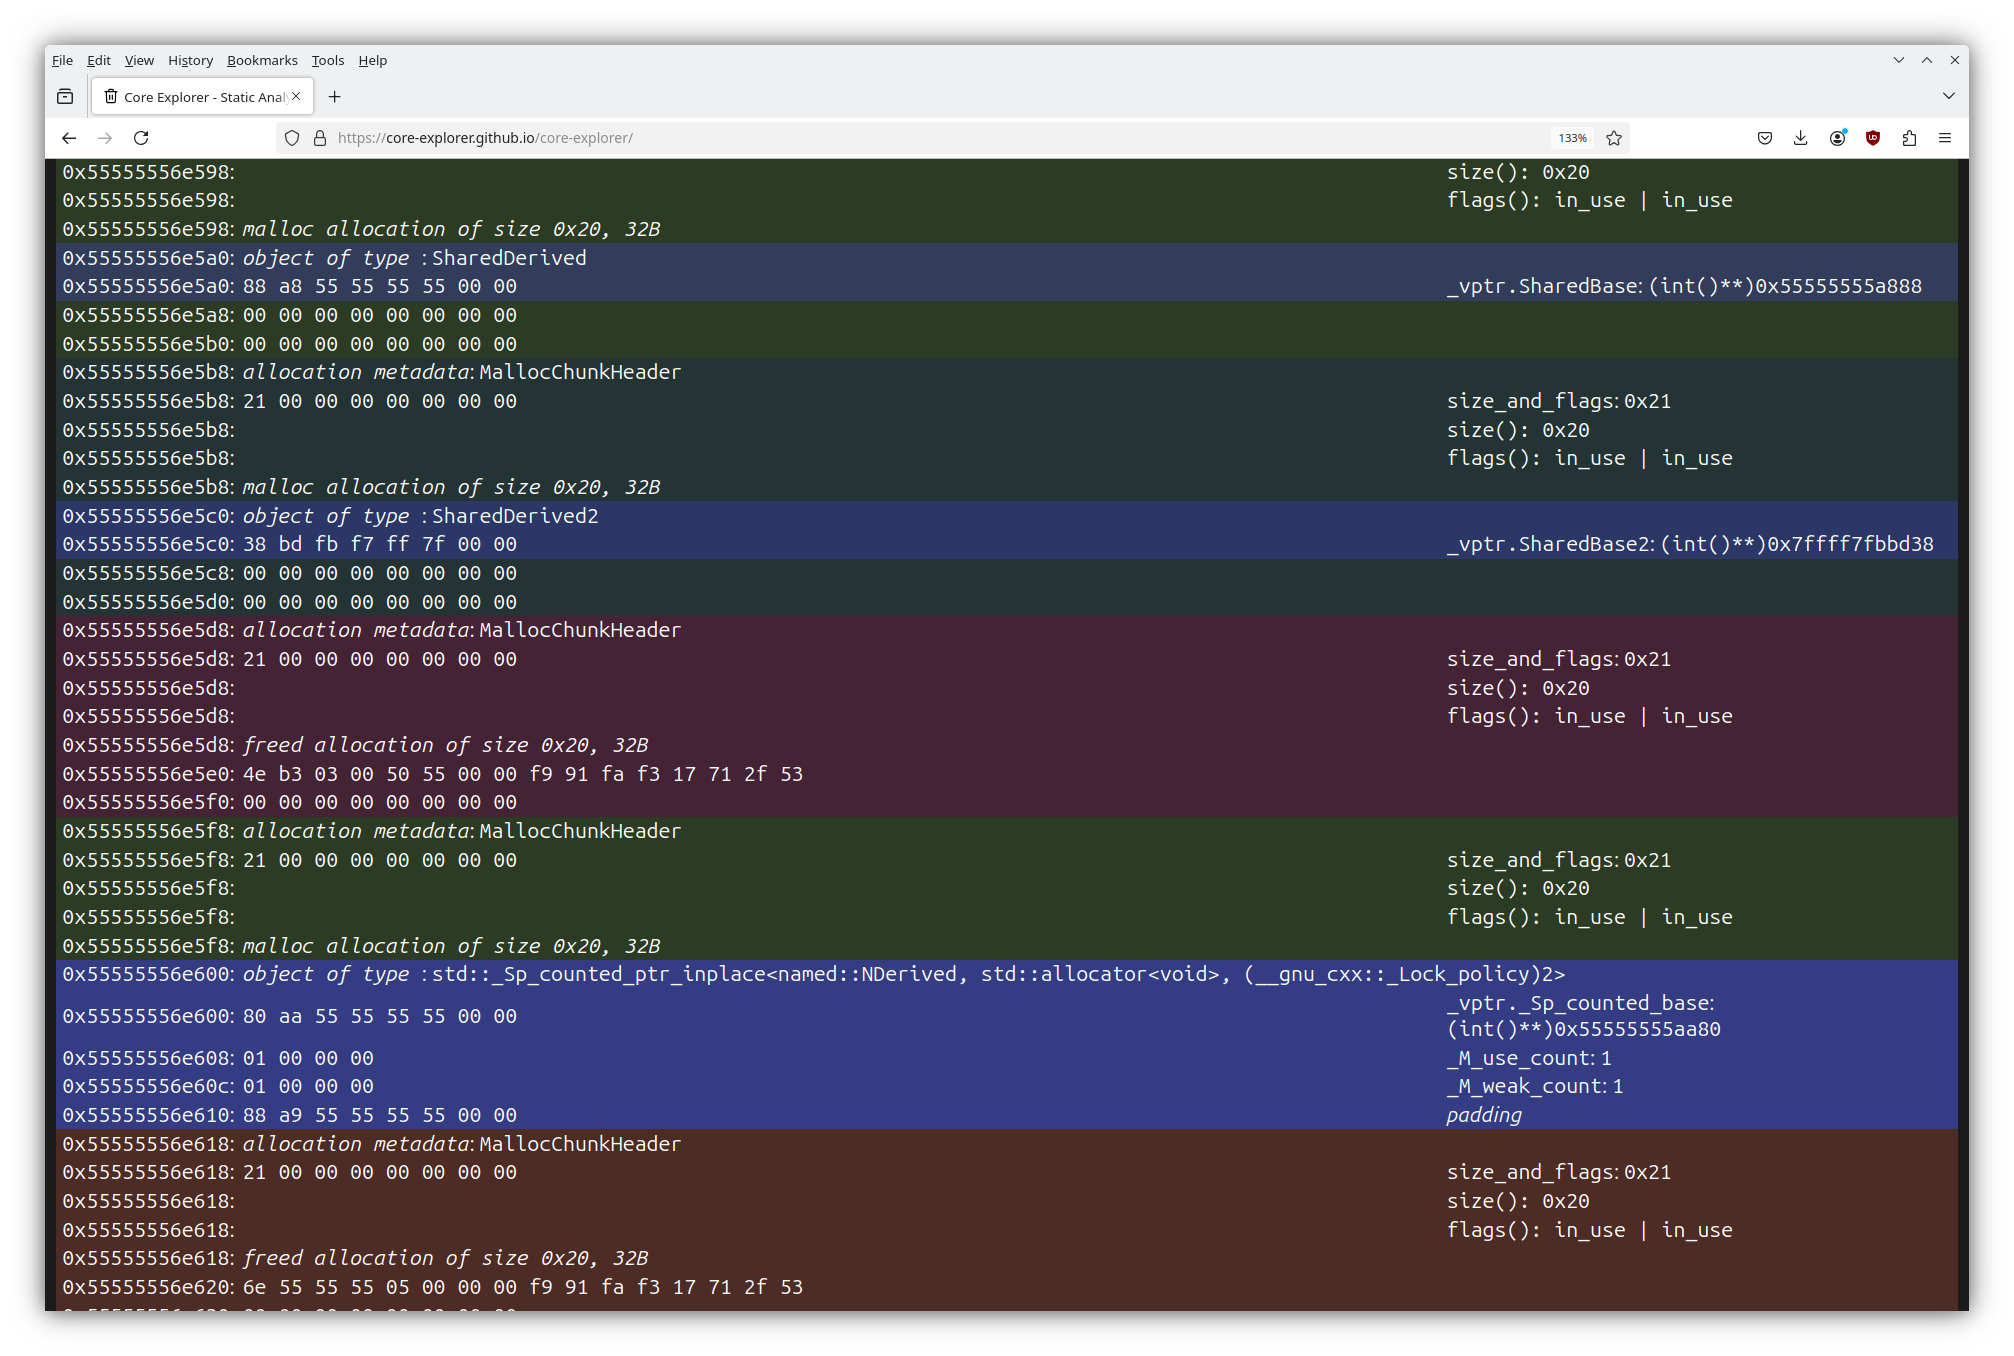 File Edit View History Bookmarks Tools Help
Core Explorer - Static Anal
https://core-explorer.github.io/core-explorer/ 133%
0x55555556e598: size(): 0x20
0x55555556e598: flags(): in_use | in_use
0x55555556e598: malloc allocation of size 0x20, 32B
0x55555556e5a0: object of type : SharedDerived
0x55555556e5a0: 88 a8 55 55 55 55 00 00 _vptr.SharedBase: (int()**)0x55555555a888
0x55555556e5a8: 00 00 00 00 00 00 00 00
0x55555556e5b0: 00 00 00 00 00 00 00 00
0x55555556e5b8: allocation metadata: MallocChunkHeader
0x55555556e5b8: 21 00 00 00 00 00 00 00 size_and_flags: 0x21
0x55555556e5b8: size(): 0x20
0x55555556e5b8: flags(): in_use | in_use
0x55555556e5b8: malloc allocation of size 0x20, 32B
0x55555556e5c0: object of type : SharedDerived2
0x55555556e5c0: 38 bd fb f7 ff 7f 00 00 _vptr.SharedBase2: (int()**)0x7ffff7fbbd38
0x55555556e5c8: 00 00 00 00 00 00 00 00
0x55555556e5d0: 00 00 00 00 00 00 00 00
0x55555556e5d8: allocation metadata: MallocChunkHeader
0x55555556e5d8: 21 00 00 00 00 00 00 00 size_and_flags: 0x21
0x55555556e5d8: size(): 0x20
0x55555556e5d8: flags(): in_use | in_use
0x55555556e5d8: freed allocation of size 0x20, 32B
0x55555556e5e0: 4e b3 03 00 50 55 00 00 f9 91 fa f3 17 71 2f 53
0x55555556e5f0: 00 00 00 00 00 00 00 00
0x55555556e5f8: allocation metadata: MallocChunkHeader
0x55555556e5f8: 21 00 00 00 00 00 00 00 size_and_flags: 0x21
0x55555556e5f8: size(): 0x20
0x55555556e5f8: flags(): in_use | in_use
0x55555556e5f8: malloc allocation of size 0x20, 32B
0x55555556e600: object of type : std::_Sp_counted_ptr_inplace<named::NDerived, std::allocator<void>, (__gnu_cxx::_Lock_policy)2>
0x55555556e600: 80 aa 55 55 55 55 00 00 _vptr._Sp_counted_base:
(int()**)0x55555555aa80
0x55555556e608: 01 00 00 00 _M_use_count: 1
0x55555556e60c: 01 00 00 00 _M_weak_count: 1
0x55555556e610: 88 a9 55 55 55 55 00 00 padding
0x55555556e618: allocation metadata: MallocChunkHeader
0x55555556e618: 21 00 00 00 00 00 00 00 size_and_flags: 0x21
0x55555556e618: size(): 0x20
0x55555556e618: flags(): in_use | in_use
0x55555556e618: freed allocation of size 0x20, 32B
0x55555556e620: 6e 55 55 55 05 00 00 00 f9 91 fa f3 17 71 2f 53